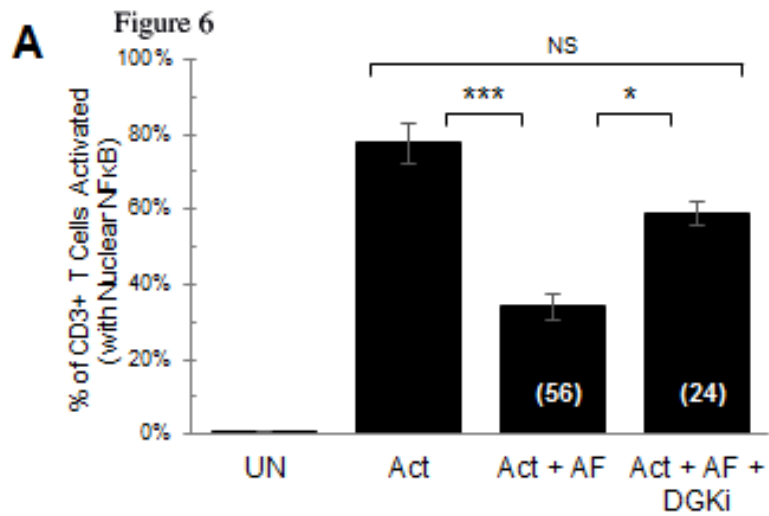 Figure 6
A
NS
*** *
100%
80%
60%
40%
20%
0%
% of CD3+ T Cells Activated
(with Nuclear NFκB)
(56) (24)
UN Act Act + AF Act + AF +
DGKi